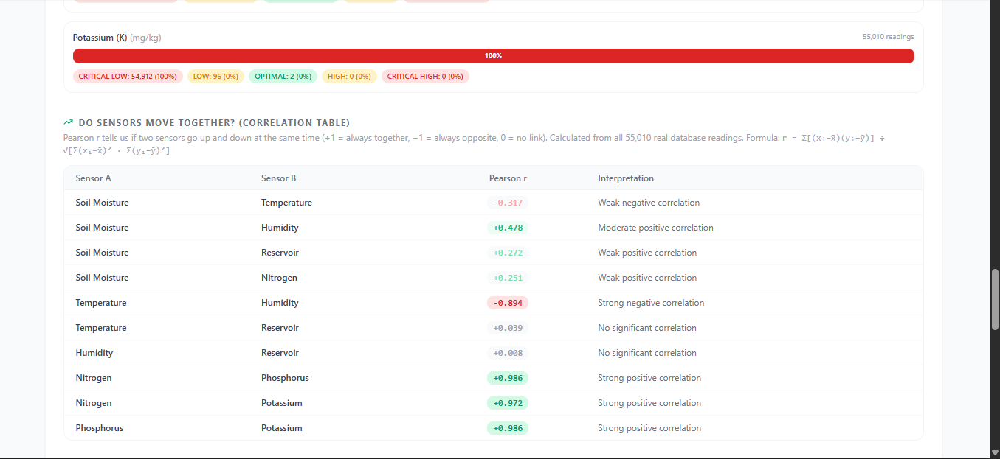 Potassium (K) (mg/kg)
55,010 readings
100%
CRITICAL LOW: 54,912 (100%) LOW: 96 (0%) OPTIMAL: 2 (0%) HIGH: 0 (0%) CRITICAL HIGH: 0 (0%)
DO SENSORS MOVE TOGETHER? (CORRELATION TABLE)
Pearson r tells us if two sensors go up and down at the same time (+1 = always together, −1 = always opposite, 0 = no link). Calculated from all 55,010 real database readings. Formula: r = Σ[(xᵢ−x̄)(yᵢ−ȳ)] ÷
√[Σ(xᵢ−x̄)² · Σ(yᵢ−ȳ)²]
Sensor A Sensor B Pearson r Interpretation
Soil Moisture Temperature -0.317 Weak negative correlation
Soil Moisture Humidity +0.478 Moderate positive correlation
Soil Moisture Reservoir +0.272 Weak positive correlation
Soil Moisture Nitrogen +0.251 Weak positive correlation
Temperature Humidity -0.894 Strong negative correlation
Temperature Reservoir +0.039 No significant correlation
Humidity Reservoir +0.008 No significant correlation
Nitrogen Phosphorus +0.986 Strong positive correlation
Nitrogen Potassium +0.972 Strong positive correlation
Phosphorus Potassium +0.986 Strong positive correlation